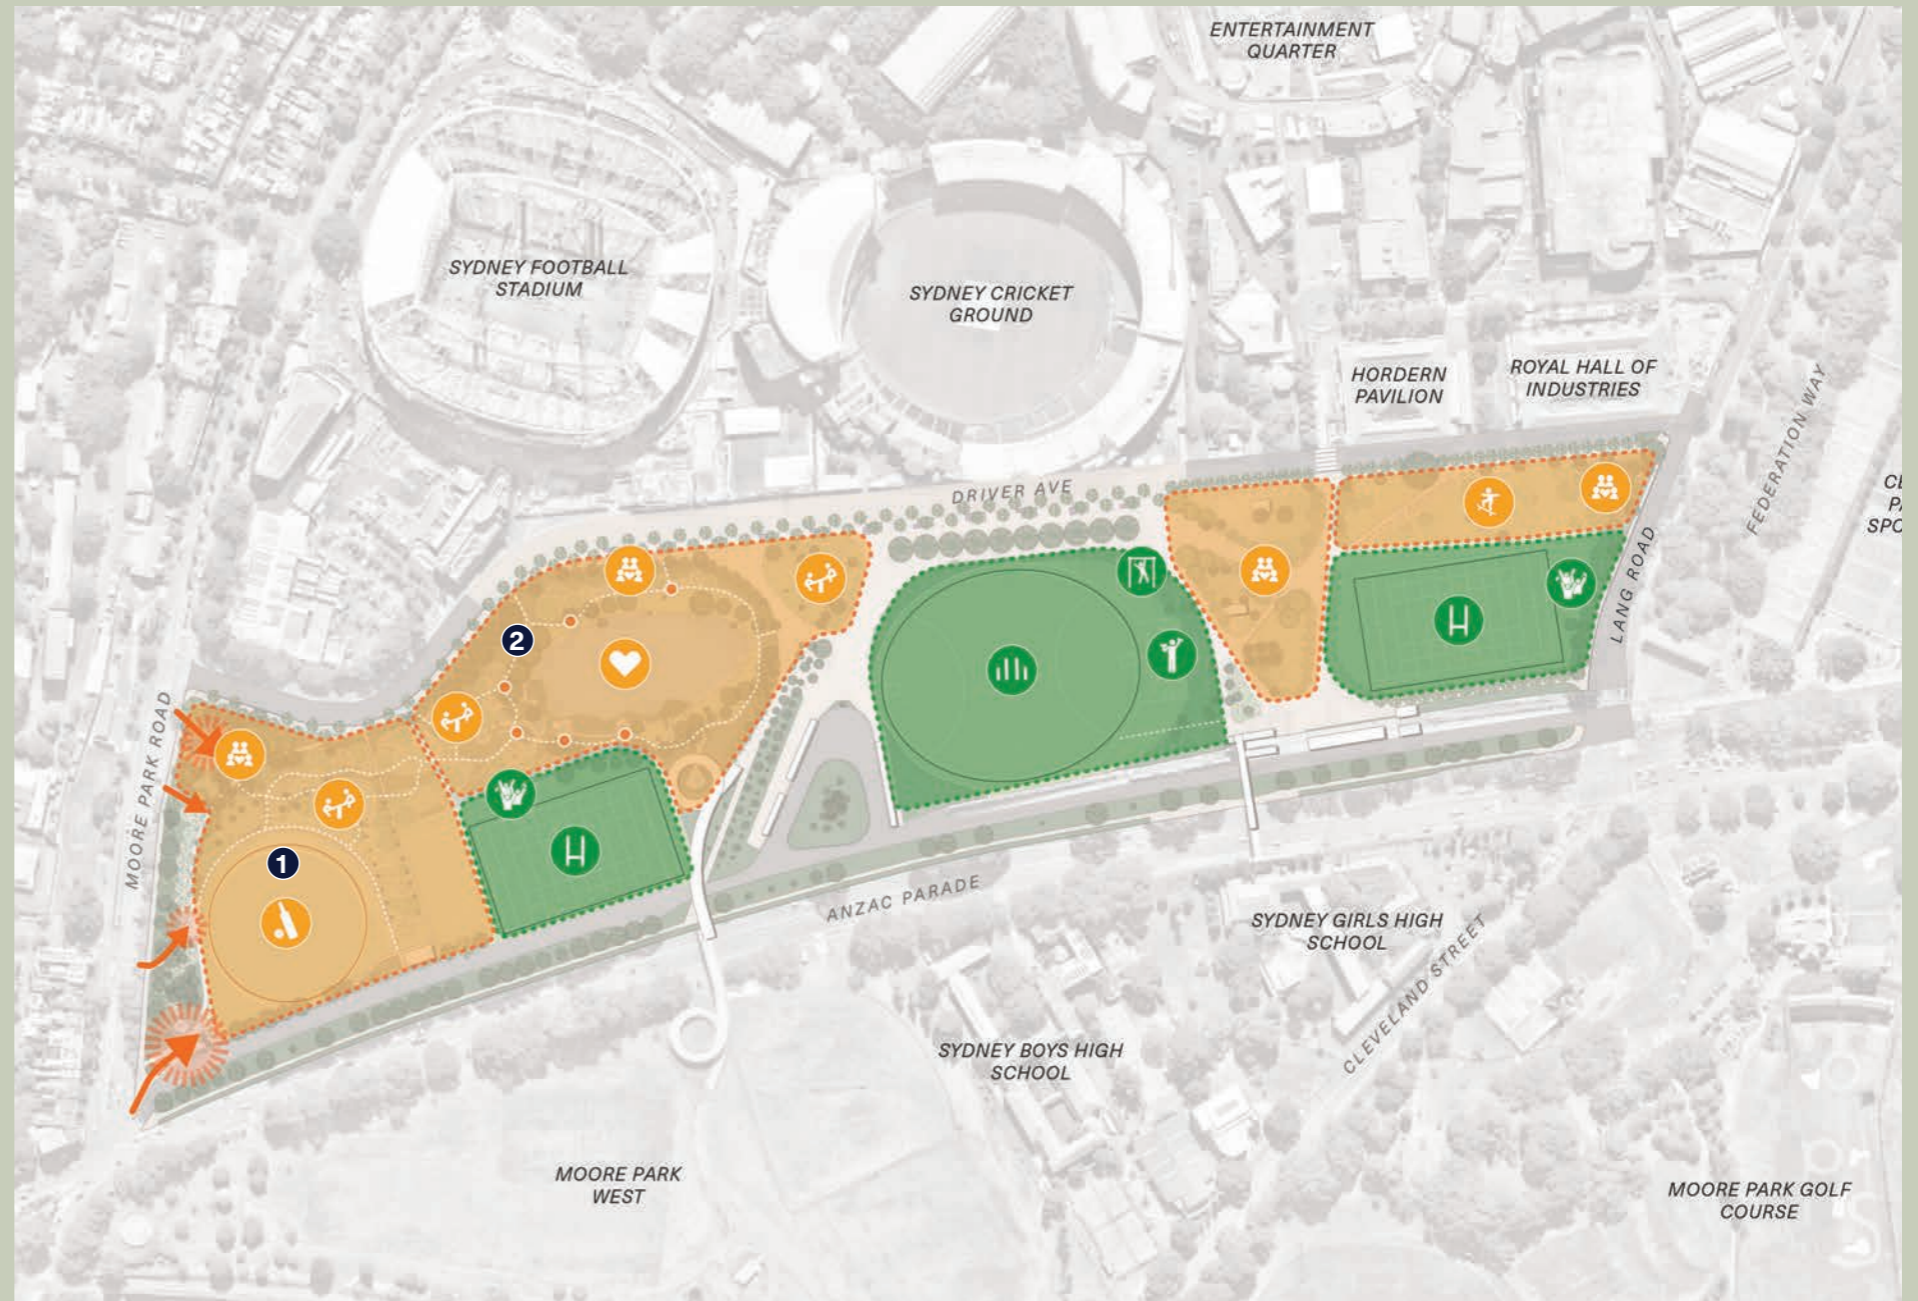 ENTERTAINMENT
QUARTER
SYDNEY FOOTBALL
STADIUM
SYDNEY CRICKET
GROUND
HORDERN
PAVILION
ROYAL HALL OF
INDUSTRIES
FEDERATION WAY
DRIVER AVE
LANG ROAD
2
MOORE PARK ROAD
1
ANZAC PARADE
SYDNEY GIRLS HIGH
SCHOOL
CLEVELAND STREET
SYDNEY BOYS HIGH
SCHOOL
MOORE PARK
WEST
MOORE PARK GOLF
COURSE